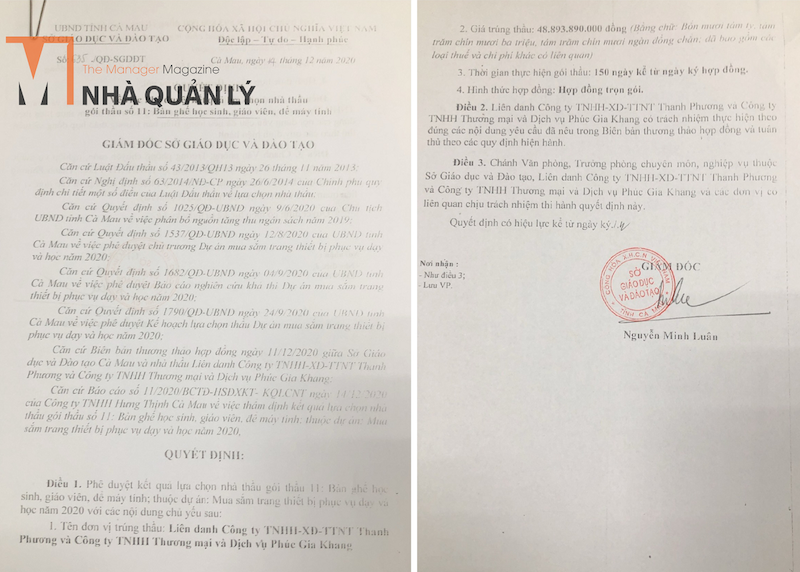 UBND TỈNH CÀ MAU
SỞ GIÁO DỤC VÀ ĐÀO TẠO
CỘNG HÒA XÃ HỘI CHỦ NGHĨA VIỆT NAM
Độc lập – Tự do – Hạnh phúc
/QĐ-SGDĐT
Cà Mau, ngày tháng 12 năm 2020
The Manager Magazine
NHÀ QUẢN LÝ
chọn nhà thầu
gói thầu số 11: Bàn ghế học sinh, giáo viên, để máy tính
GIÁM ĐỐC SỞ GIÁO DỤC VÀ ĐÀO TẠO
Căn cứ Luật Đấu thầu số 43/2013/QH13 ngày 26 tháng 11 năm 2013;
Căn cứ Nghị định số 63/2014/NĐ-CP ngày 26/6/2014 của Chính phủ quy
định chi tiết một số điều của Luật Đấu thầu về lựa chọn nhà thầu.
Căn cứ Quyết định số 1025/QĐ-UBND ngày 9/6/2020 của Chủ tịch
UBND tỉnh Cà Mau về việc phân bổ nguồn tăng thu ngân sách năm 2019;
Căn cứ Quyết định số 1537/QĐ-UBND ngày 12/8/2020 của UBND tỉnh
Cà Mau về việc phê duyệt chủ trương Dự án mua sắm trang thiết bị phục vụ dạy
và học năm 2020;
Căn cứ Quyết định số 1682/QĐ-UBND ngày 04/9/2020 của UBND tỉnh
Cà Mau về việc phê duyệt Báo cáo nghiên cứu khả thi Dự án mua sắm trang
thiết bị phục vụ dạy và học năm 2020;
Căn cứ Quyết định số 1790/QĐ-UBND ngày 24/9/2020 của UBND tỉnh
Cà Mau về việc phê duyệt Kế hoạch lựa chọn thầu Dự án mua sắm trang thiết bị
phục vụ dạy và học năm 2020;
Căn cứ Biên bản thương thảo hợp đồng ngày 11/12/2020 giữa Sở Giáo
dục và Đào tạo Cà Mau và nhà thầu Liên danh Công ty TNHH-XD-TTNT Thanh
Phương và Công ty TNHH Thương mại và Dịch vụ Phúc Gia Khang;
Căn cứ Báo cáo số 11/2020/BCTĐ-HSĐXKT- KQLCNT ngày 14/12/2020
của Công ty TNHH Hưng Thịnh Cà Mau về việc thẩm định kết quả lựa chọn nhà
thầu gói thầu số 11: Bàn ghế học sinh, giáo viên, để máy tính; thuộc dự án: Mua
sắm trang thiết bị phục vụ dạy và học năm 2020,
QUYẾT ĐỊNH:
Điều 1. Phê duyệt kết quả lựa chọn nhà thầu gói thầu 11: Bàn ghế học
sinh, giáo viên, để máy tính; thuộc dự án: Mua sắm trang thiết bị phục vụ dạy và
học năm 2020 với các nội dung chủ yếu sau:
1. Tên đơn vị trúng thầu: Liên danh Công ty TNHH-XD-TTNT Thanh
Phương và Công ty TNHH Thương mại và Dịch vụ Phúc Gia Khang
2. Giá trúng thầu: 48.893.890.000 đồng (Bằng chữ: Bốn mươi tám tỷ, tám
trăm chín mươi ba triệu, tám trăm chín mươi ngàn đồng chẵn; đã bao gồm các
loại thuế và chi phí khác có liên quan)
3. Thời gian thực hiện gói thầu: 150 ngày kể từ ngày ký hợp đồng.
4. Hình thức hợp đồng: Hợp đồng trọn gói.
Điều 2. Liên danh Công ty TNHH-XD-TTNT Thanh Phương và Công ty
TNHH Thương mại và Dịch vụ Phúc Gia Khang có trách nhiệm thực hiện theo
đúng các nội dung yêu cầu đã nêu trong Biên bản thương thảo hợp đồng và tuân
thủ theo các quy định hiện hành.
Điều 3. Chánh Văn phòng, Trưởng phòng chuyên môn, nghiệp vụ thuộc
Sở Giáo dục và Đào tạo, Liên danh Công ty TNHH-XD-TTNT Thanh Phương
và Công ty TNHH Thương mại và Dịch vụ Phúc Gia Khang và các đơn vị có
liên quan chịu trách nhiệm thi hành quyết định này.
Quyết định có hiệu lực kể từ ngày ký./.
Nơi nhận :
- Như điều 3;
- Lưu VP.
GIÁM ĐỐC
SỞ
GIÁO DỤC
VÀ ĐÀO TẠO
Nguyễn Minh Luân